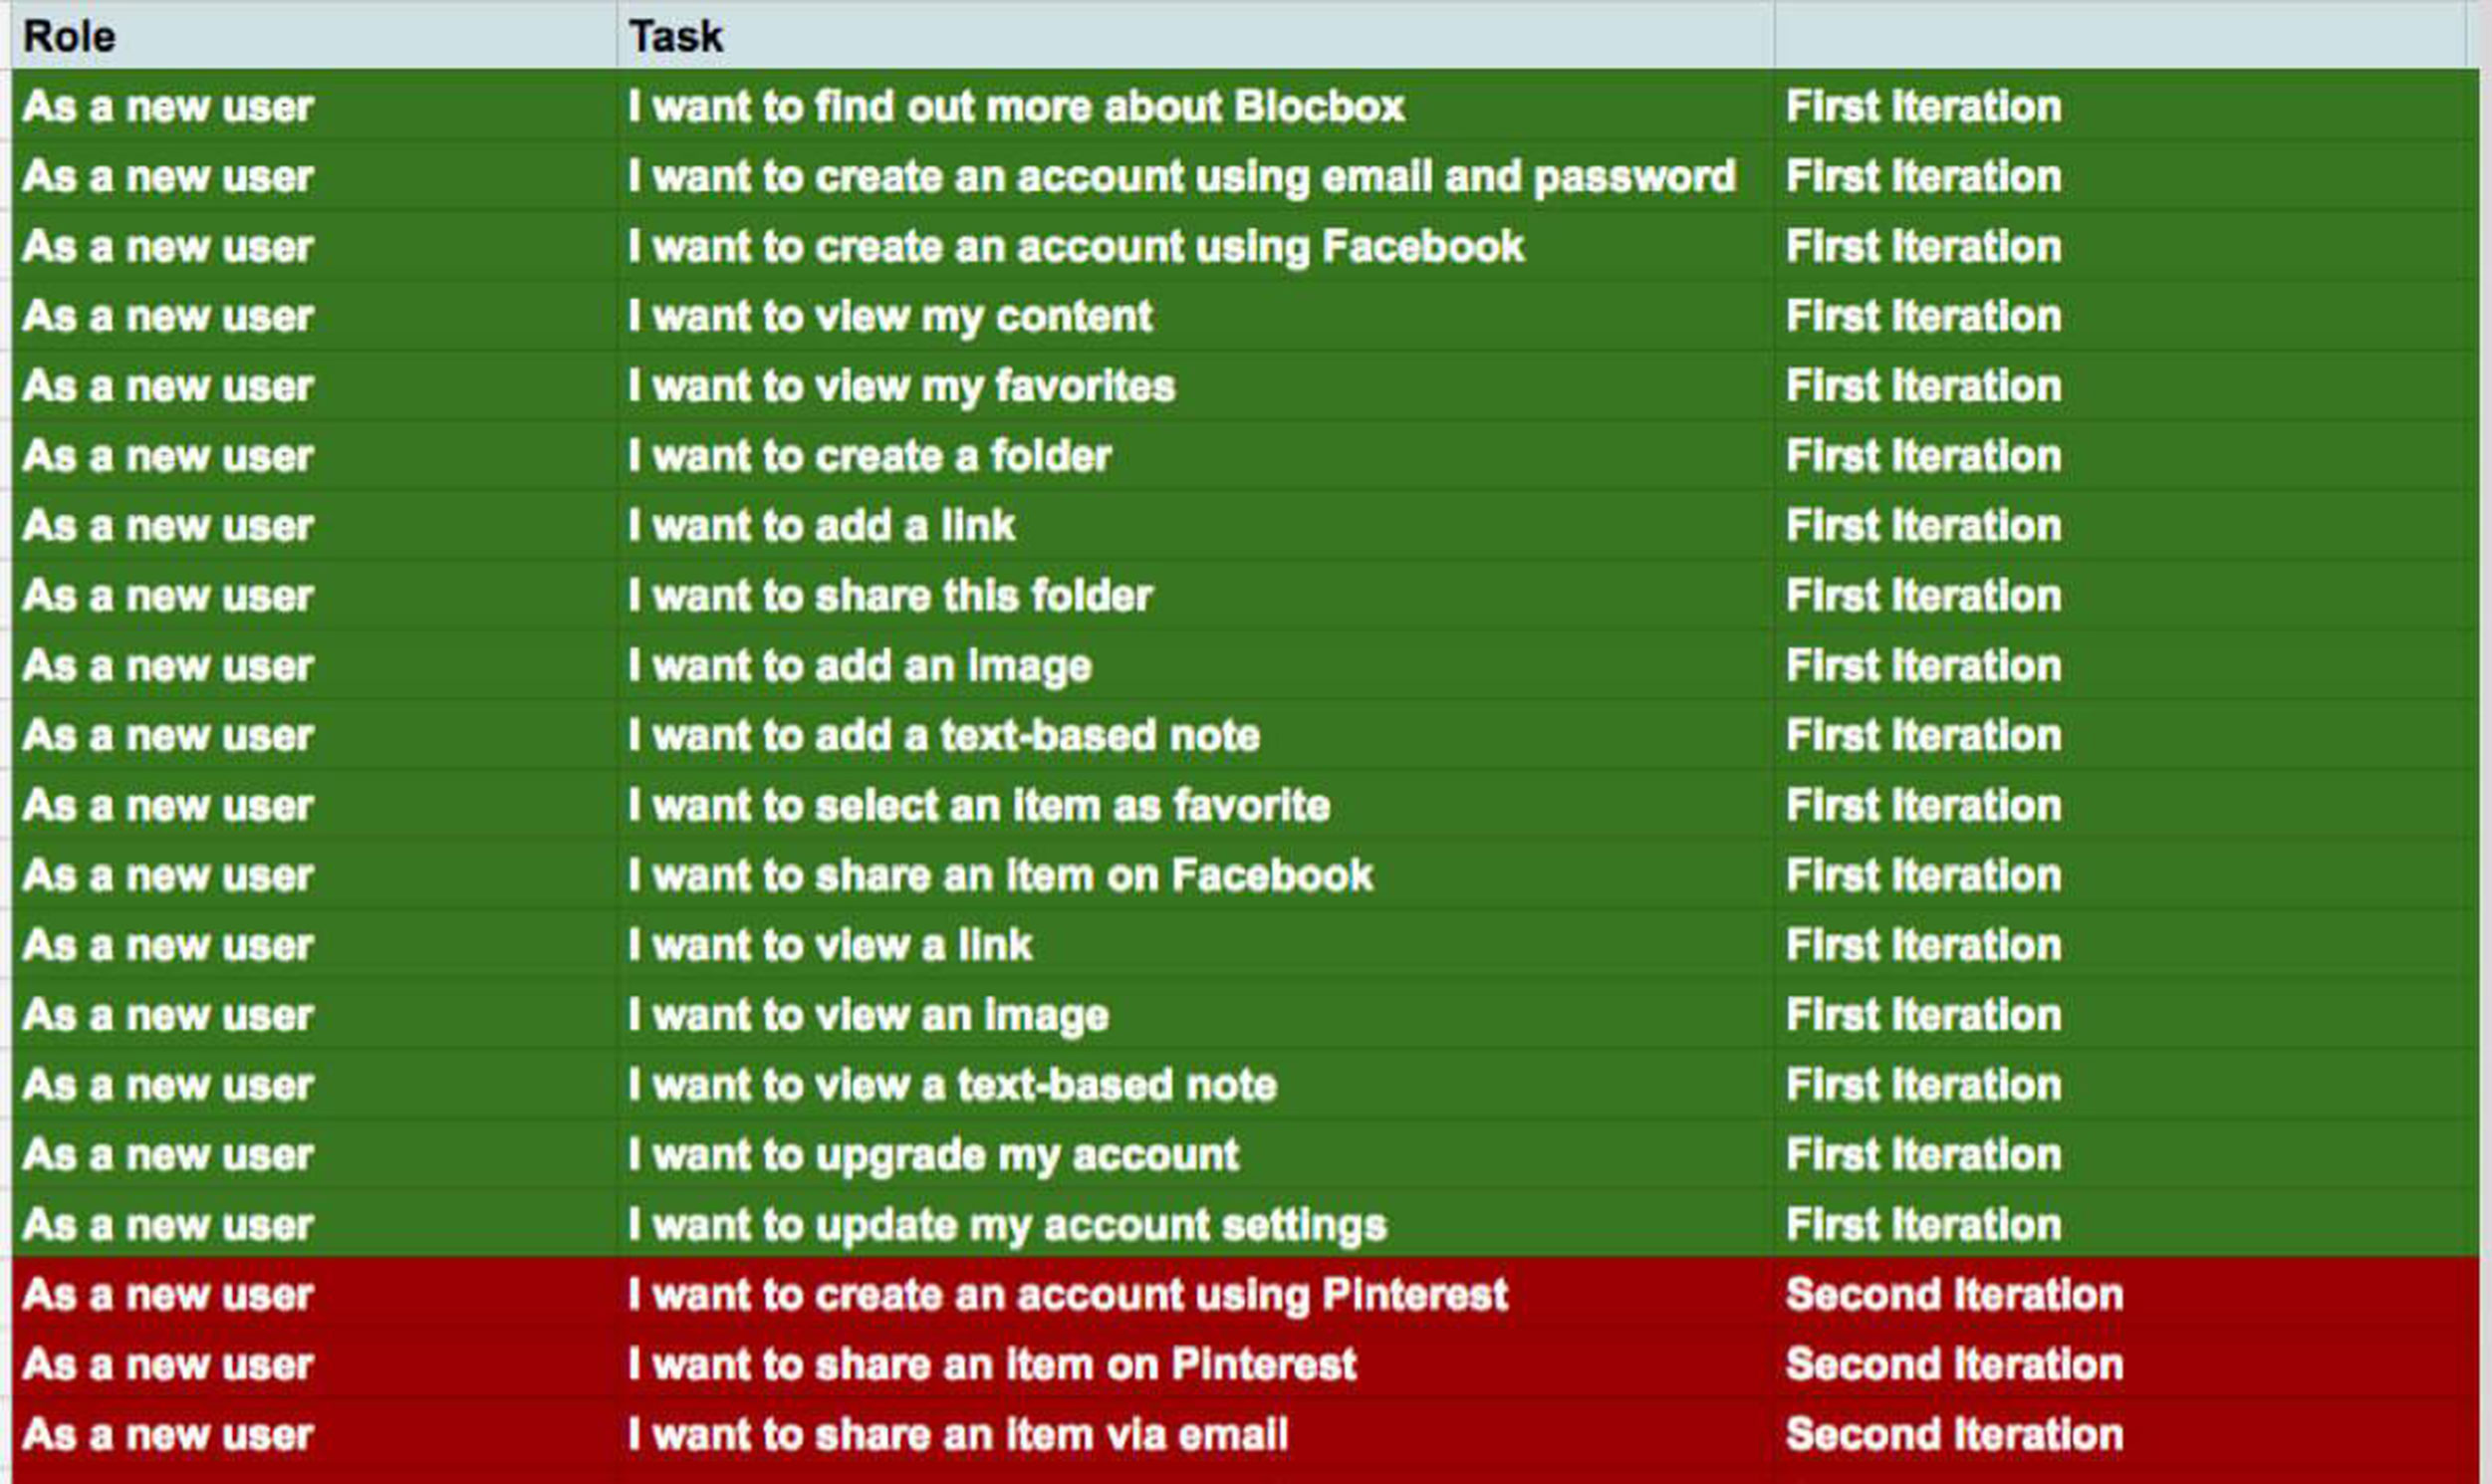 Role Task
As a new user I want to find out more about Blocbox First Iteration
As a new user I want to create an account using email and password First Iteration
As a new user I want to create an account using Facebook First Iteration
As a new user I want to view my content First Iteration
As a new user I want to view my favorites First Iteration
As a new user I want to create a folder First Iteration
As a new user I want to add a link First Iteration
As a new user I want to share this folder First Iteration
As a new user I want to add an image First Iteration
As a new user I want to add a text-based note First Iteration
As a new user I want to select an item as favorite First Iteration
As a new user I want to share an item on Facebook First Iteration
As a new user I want to view a link First Iteration
As a new user I want to view an image First Iteration
As a new user I want to view a text-based note First Iteration
As a new user I want to upgrade my account First Iteration
As a new user I want to update my account settings First Iteration
As a new user I want to create an account using Pinterest Second Iteration
As a new user I want to share an item on Pinterest Second Iteration
As a new user I want to share an item via email Second Iteration